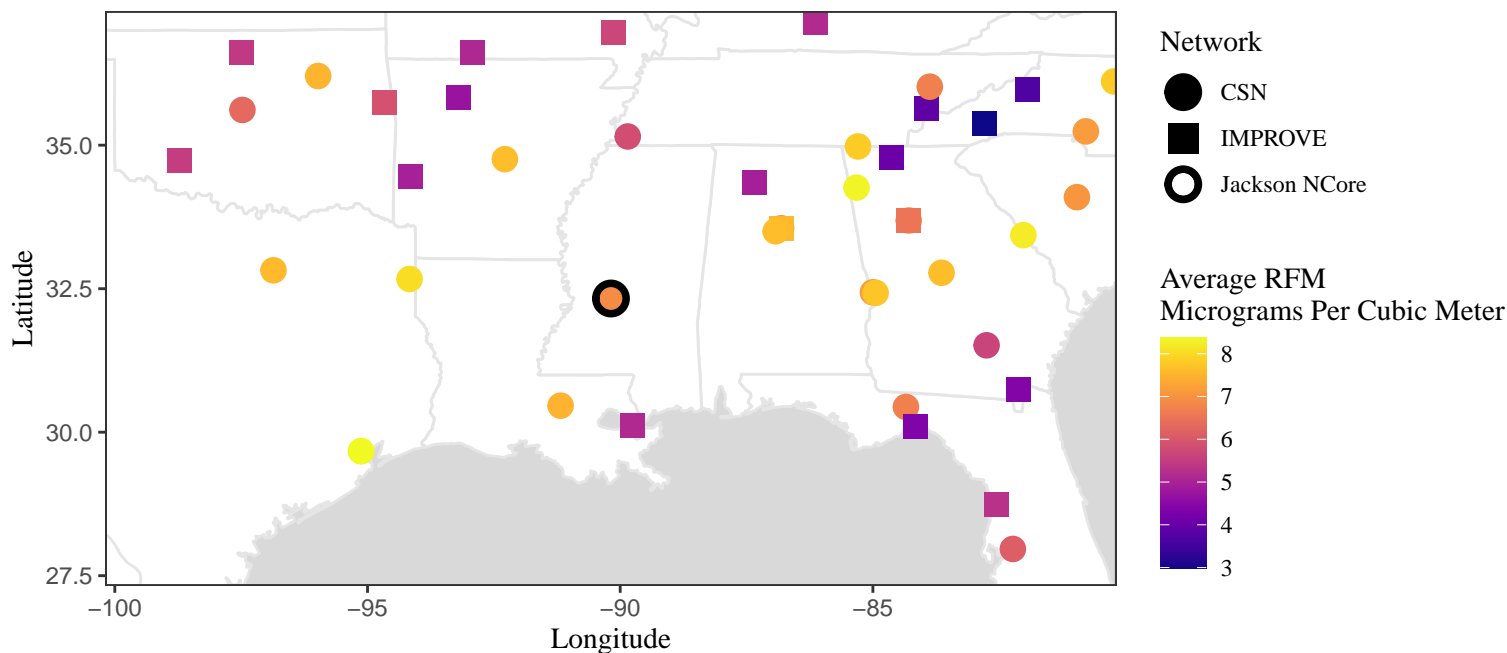 Network
CSN
IMPROVE
Jackson NCore
Average RFM
Micrograms Per Cubic Meter
8
7
6
5
4
3
Latitude
35.0
32.5
30.0
27.5
−100
−95
−90
−85
Longitude